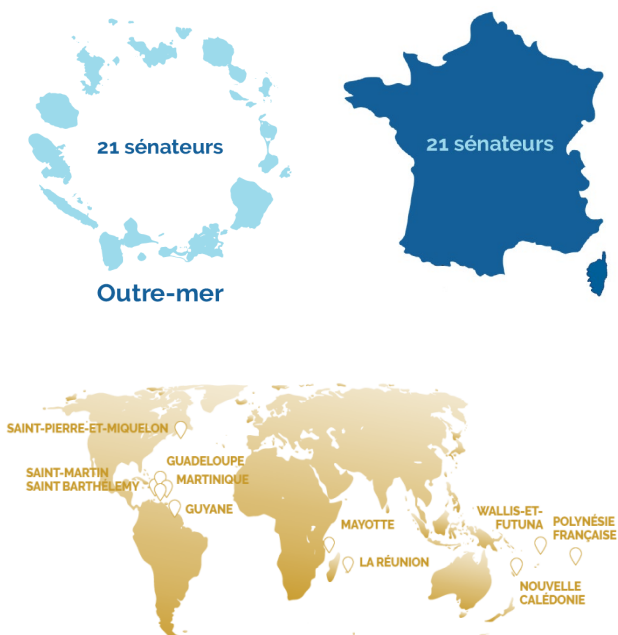 21 sénateurs
21 sénateurs
Outre-mer
SAINT-PIERRE-ET-MIQUELON
GUADELOUPE
SAINT-MARTIN
MARTINIQUE
SAINT BARTHÉLEMY
GUYANE
MAYOTTE
LA RÉUNION
WALLIS-ET-
FUTUNA
POLYNÉSIE
FRANÇAISE
NOUVELLE
CALÉDONIE